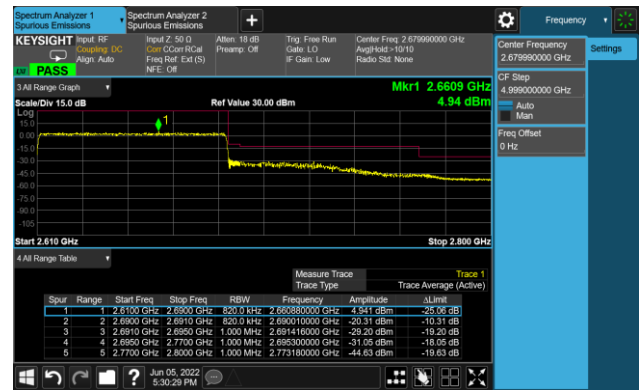 Spectrum Analyzer 1
Spurious Emissions
Spectrum Analyzer 2
Spurious Emissions
Frequency
KEYSIGHT
Input: RF
Coupling: DC
Align: Auto
Input Z: 50 Ω
Corr CCorr RCal
Freq Ref: Ext (S)
NFE: Off
Atten: 18 dB
Preamp: Off
Trig: Free Run
Gate: LO
IF Gain: Low
Center Freq: 2.679990000 GHz
Avg|Hold:>10/10
Radio Std: None
PASS
Center Frequency
2.679990000 GHz
Settings
CF Step
4.999000000 GHz
Auto
Man
Freq Offset
0 Hz
3 All Range Graph
Mkr1 2.6609 GHz
Scale/Div 15.0 dB
Ref Value 30.00 dBm
4.94 dBm
Log
15.0
0.00
-15.0
-30.0
-45.0
-60.0
-75.0
-90.0
-105
1
Start 2.610 GHz
Stop 2.800 GHz
4 All Range Table
Measure Trace Trace 1
Trace Type Trace Average (Active)
Spur Range Start Freq Stop Freq RBW Frequency Amplitude ΔLimit
1 1 2.6100 GHz 2.6900 GHz 820.0 kHz 2.660880000 GHz 4.941 dBm -25.06 dB
2 2 2.6900 GHz 2.6910 GHz 820.0 kHz 2.690010000 GHz -20.31 dBm -10.31 dB
3 3 2.6910 GHz 2.6950 GHz 1.000 MHz 2.691416000 GHz -29.20 dBm -19.20 dB
4 4 2.6950 GHz 2.7700 GHz 1.000 MHz 2.695300000 GHz -31.05 dBm -18.05 dB
5 5 2.7700 GHz 2.8000 GHz 1.000 MHz 2.773180000 GHz -44.63 dBm -19.63 dB
Jun 05, 2022
5:30:29 PM